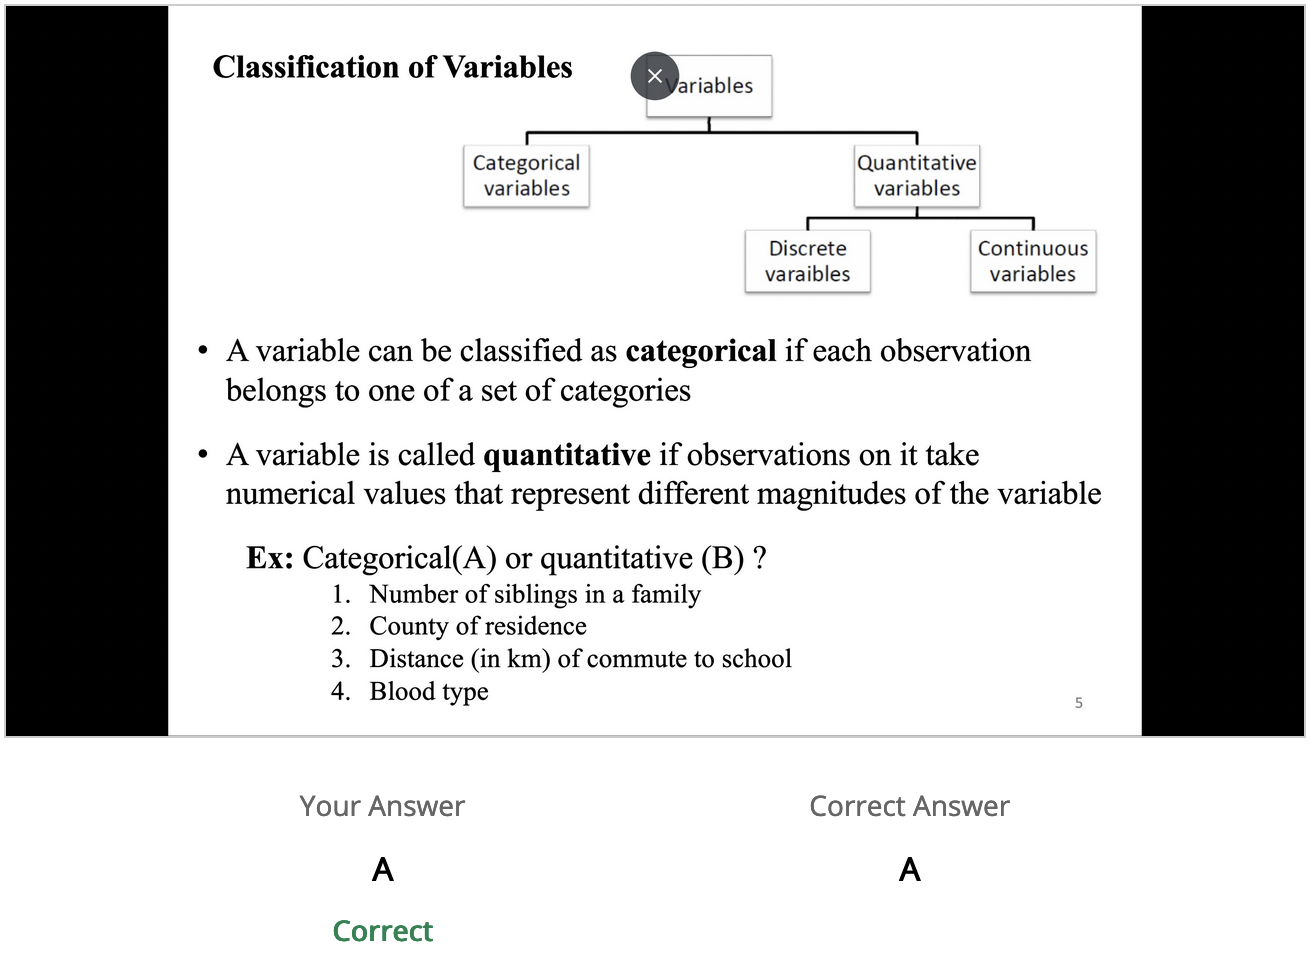 Classification of Variables
Variables
Categorical
variables
Quantitative
variables
Discrete
varaibles
Continuous
variables
• A variable can be classified as categorical if each observation
belongs to one of a set of categories
• A variable is called quantitative if observations on it take
numerical values that represent different magnitudes of the variable
Ex: Categorical(A) or quantitative (B) ?
1. Number of siblings in a family
2. County of residence
3. Distance (in km) of commute to school
4. Blood type
5
Your Answer
Correct Answer
A
A
Correct